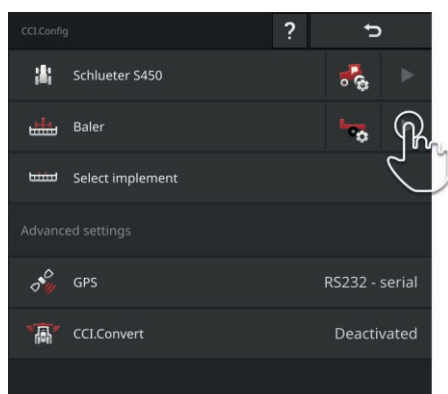 CCI.Config ?
Schlueter S450
Baler
Select implement
Advanced settings
GPS RS232 - serial
CCI.Convert Deactivated